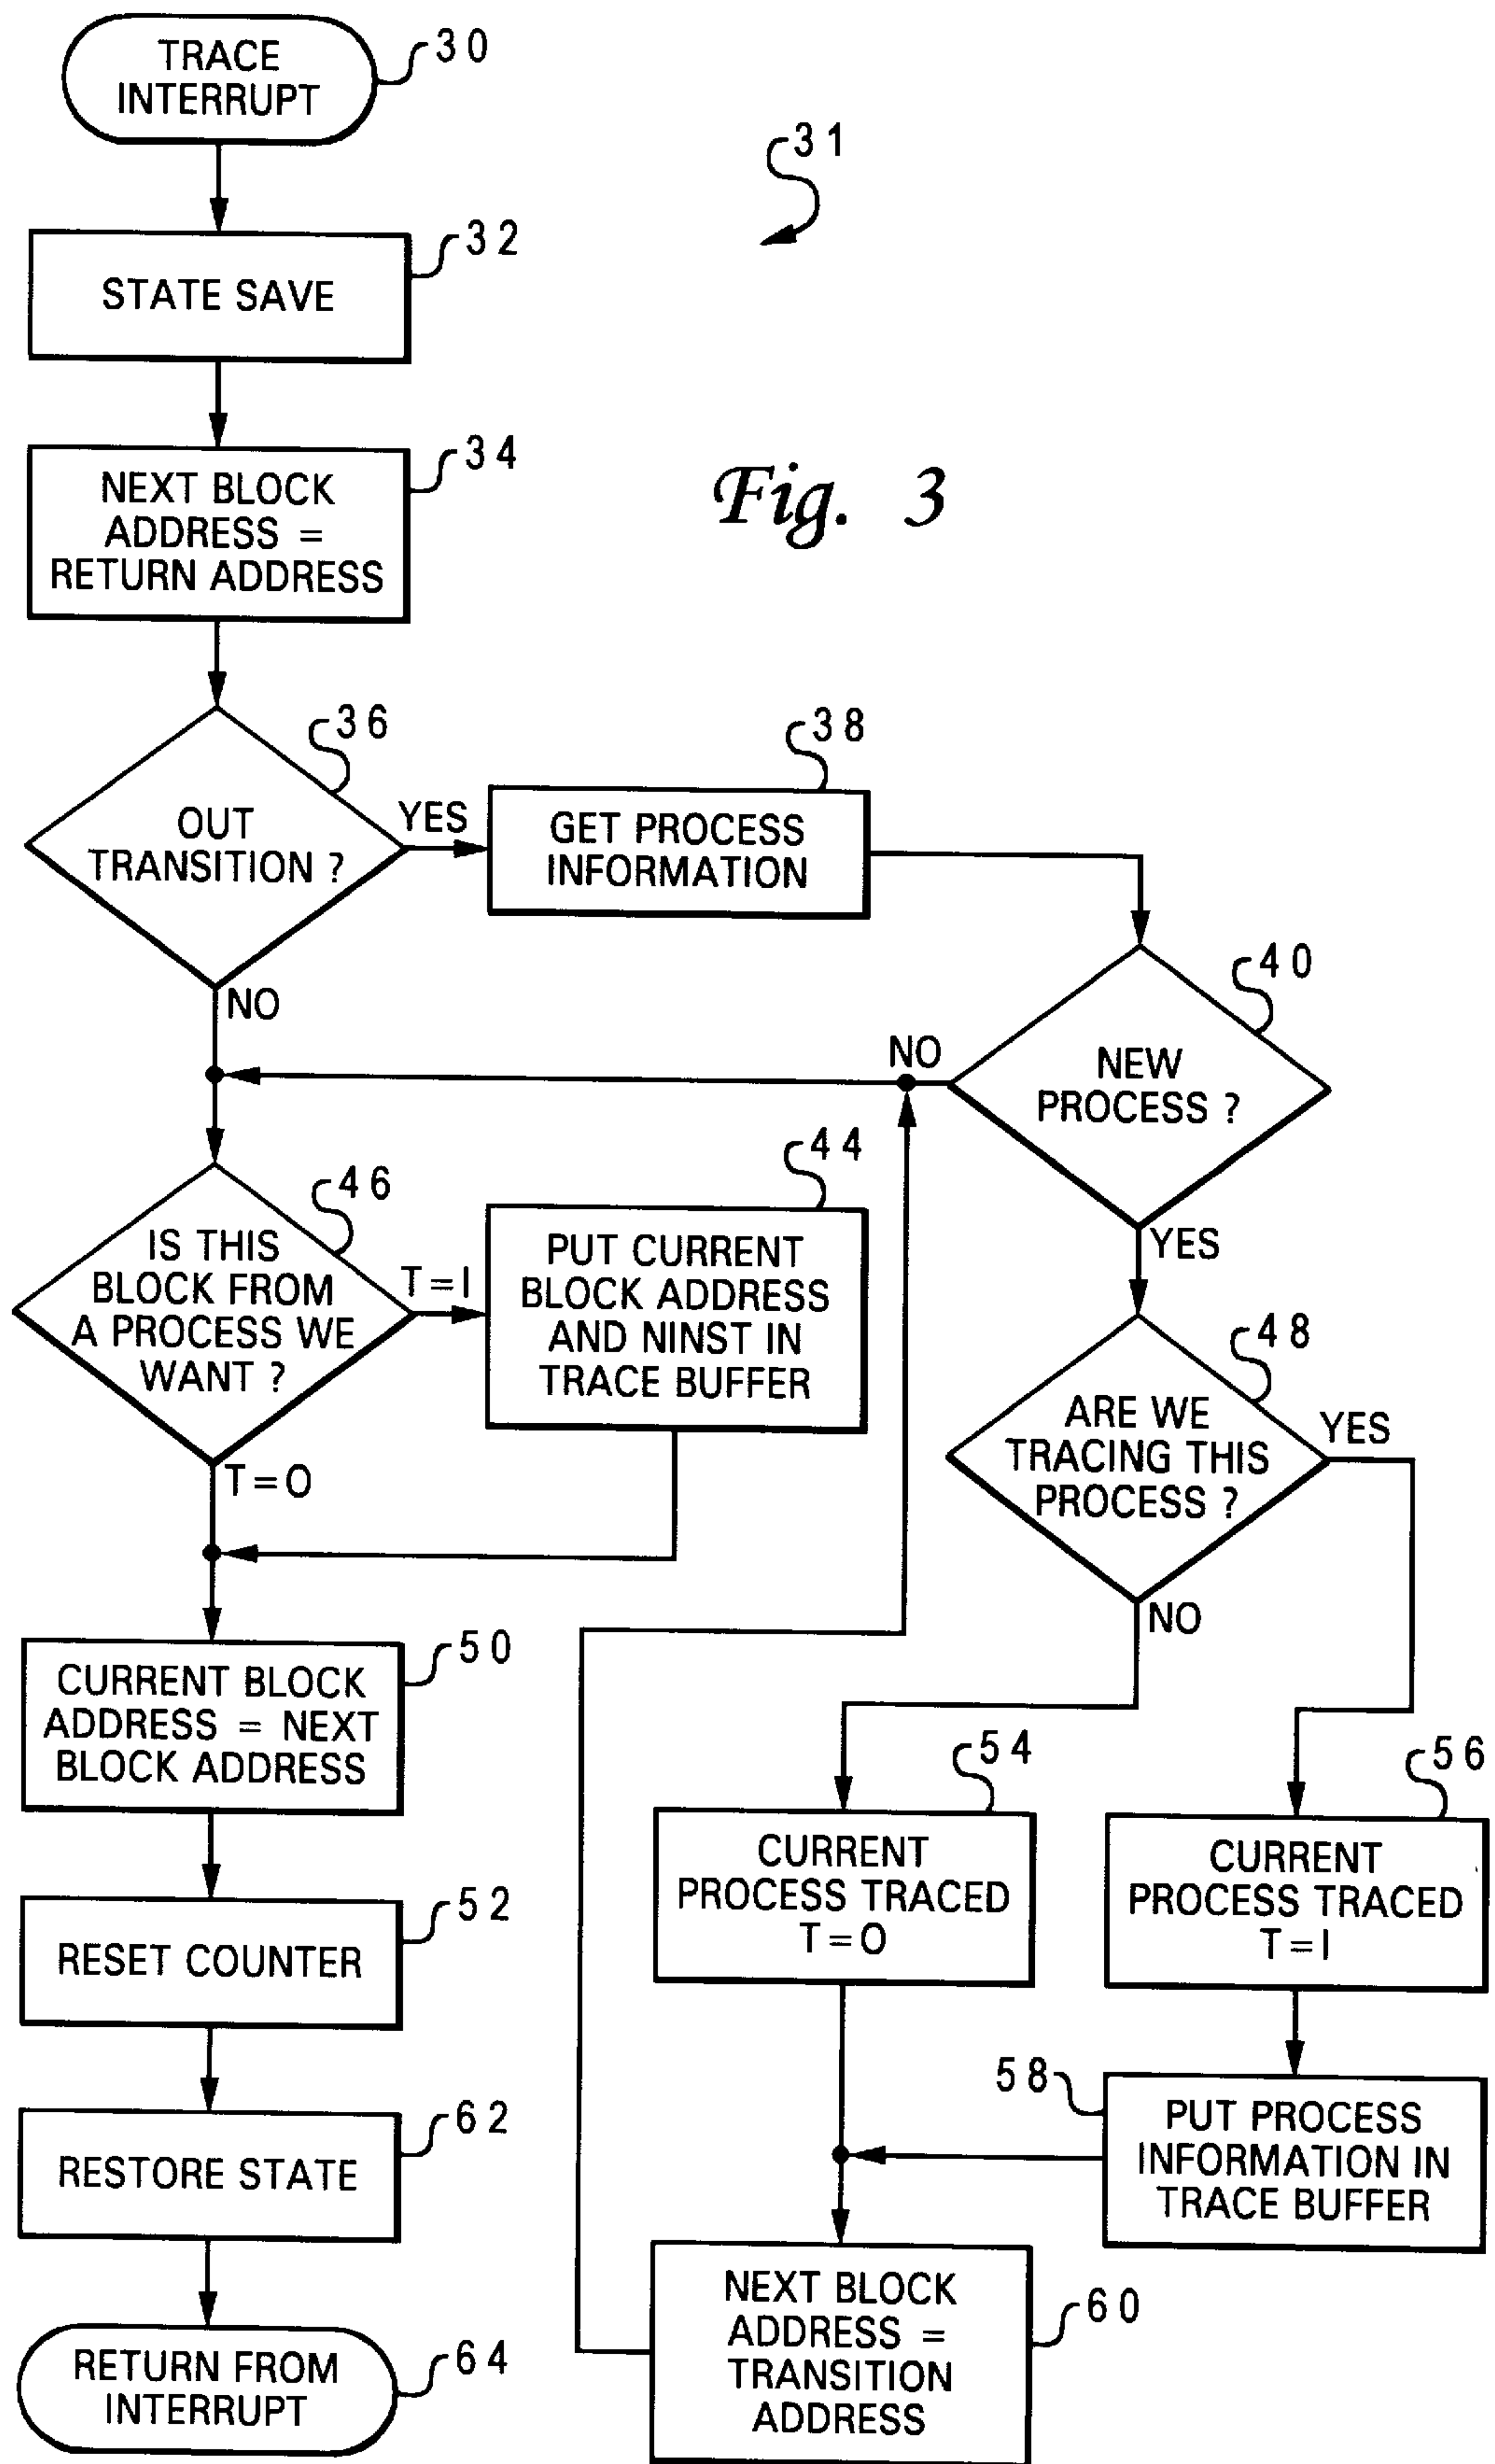 TRACE
INTERRUPT
30
31
STATE SAVE
32
NEXT BLOCK
ADDRESS =
RETURN ADDRESS
34
Fig. 3
OUT
TRANSITION ?
36
YES
NO
GET PROCESS
INFORMATION
38
NEW
PROCESS ?
40
NO
YES
IS THIS
BLOCK FROM
A PROCESS WE
WANT ?
46
T=1
T=0
PUT CURRENT
BLOCK ADDRESS
AND NINST IN
TRACE BUFFER
44
ARE WE
TRACING THIS
PROCESS ?
48
YES
NO
CURRENT BLOCK
ADDRESS = NEXT
BLOCK ADDRESS
50
CURRENT
PROCESS TRACED
T=0
54
CURRENT
PROCESS TRACED
T=1
56
RESET COUNTER
52
PUT PROCESS
INFORMATION IN
TRACE BUFFER
58
RESTORE STATE
62
NEXT BLOCK
ADDRESS =
TRANSITION
ADDRESS
60
RETURN FROM
INTERRUPT
64